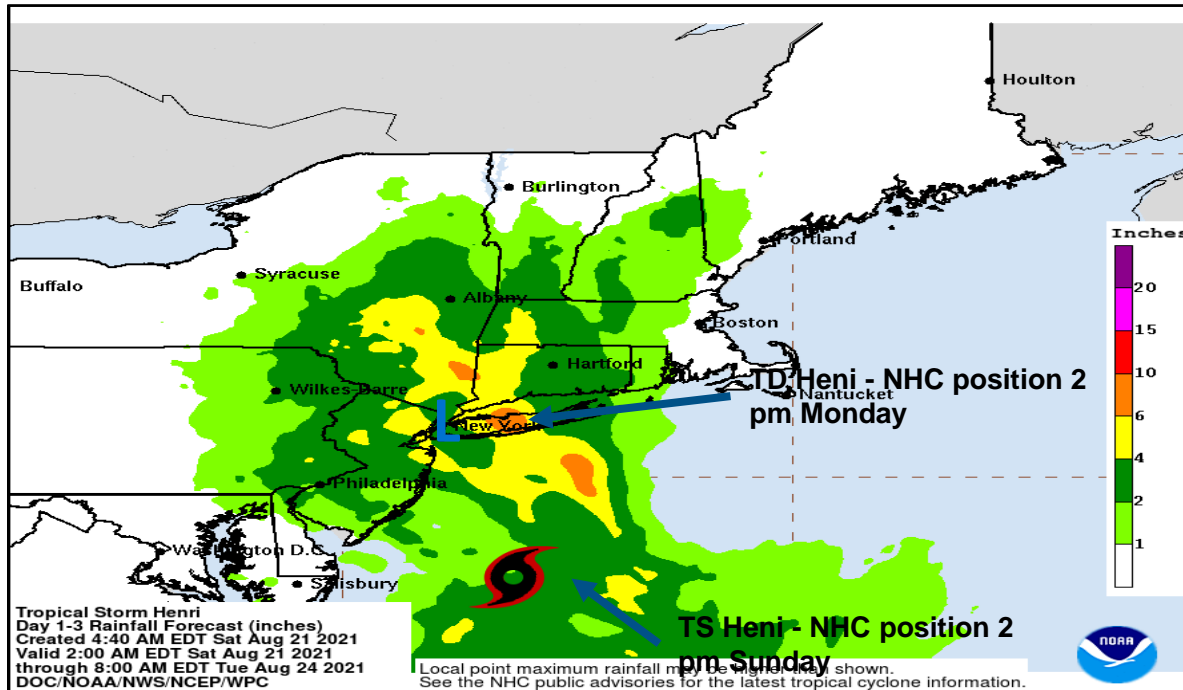 Houlton
Burlington
Portland
Inches
Syracuse
Buffalo
Albany
20
Boston
15
Hartford
10
TD Heni - NHC position 2
pm Monday
Wilkes-Barre
Nantucket
6
L
New York
4
Philadelphia
2
Washington D.C.
1
Salisbury
Tropical Storm Henri
Day 1-3 Rainfall Forecast (inches)
Created 4:40 AM EDT Sat Aug 21 2021
Valid 2:00 AM EDT Sat Aug 21 2021
through 8:00 AM EDT Tue Aug 24 2021
DOC/NOAA/NWS/NCEP/WPC
TS Heni - NHC position 2
pm Sunday
Local point maximum rainfall may be higher than shown.
See the NHC public advisories for the latest tropical cyclone information.
NOAA